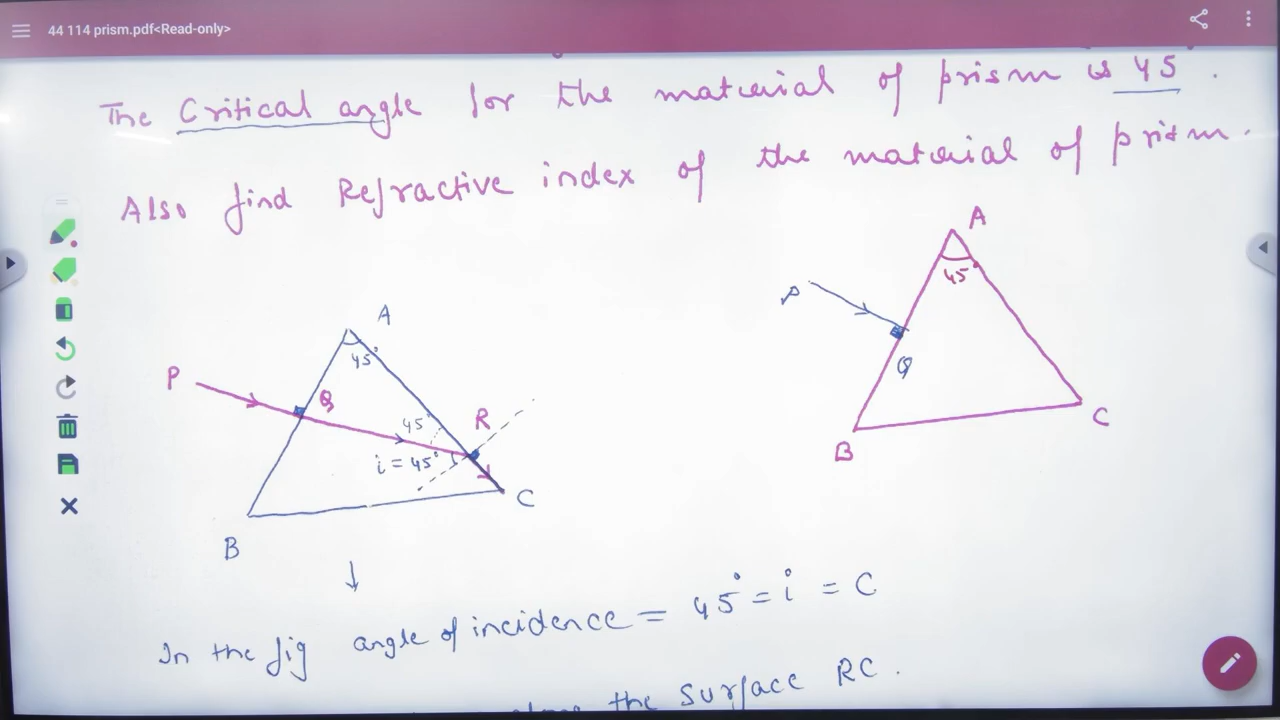 44 114 prism.pdf<Read-only>
The Critical angle for the material of prism is 45°.
Also find Refractive index of the material of prism.
A
45°
P
Q
B
C
A
45°
P
Q
45°
R
i = 45°
C
B
↓
In the fig angle of incidence = 45° = i = C
the surface RC.